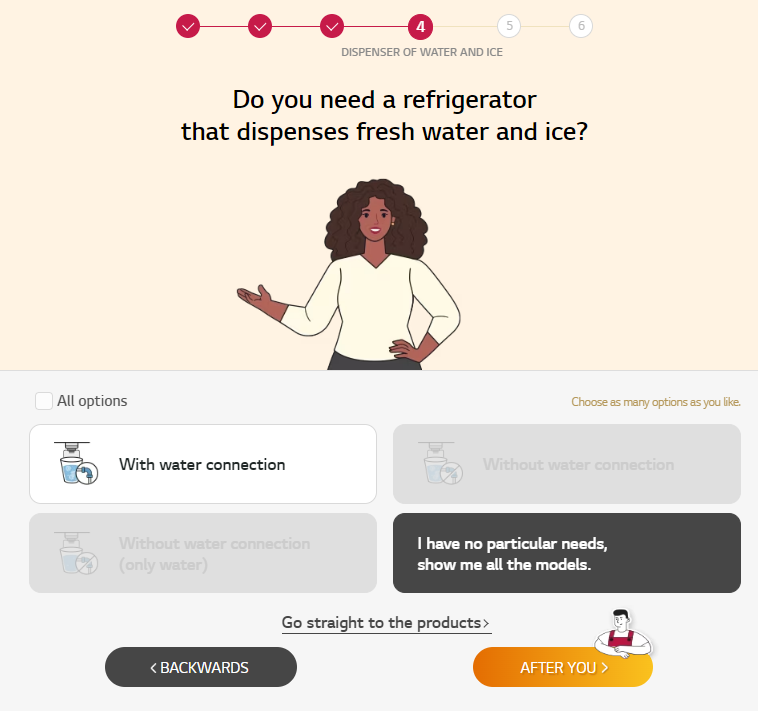 4
5
6
DISPENSER OF WATER AND ICE
Do you need a refrigerator
that dispenses fresh water and ice?
All options
Choose as many options as you like.
With water connection
Without water connection
Without water connection
(only water)
I have no particular needs,
show me all the models.
Go straight to the products>
< BACKWARDS
AFTER YOU >